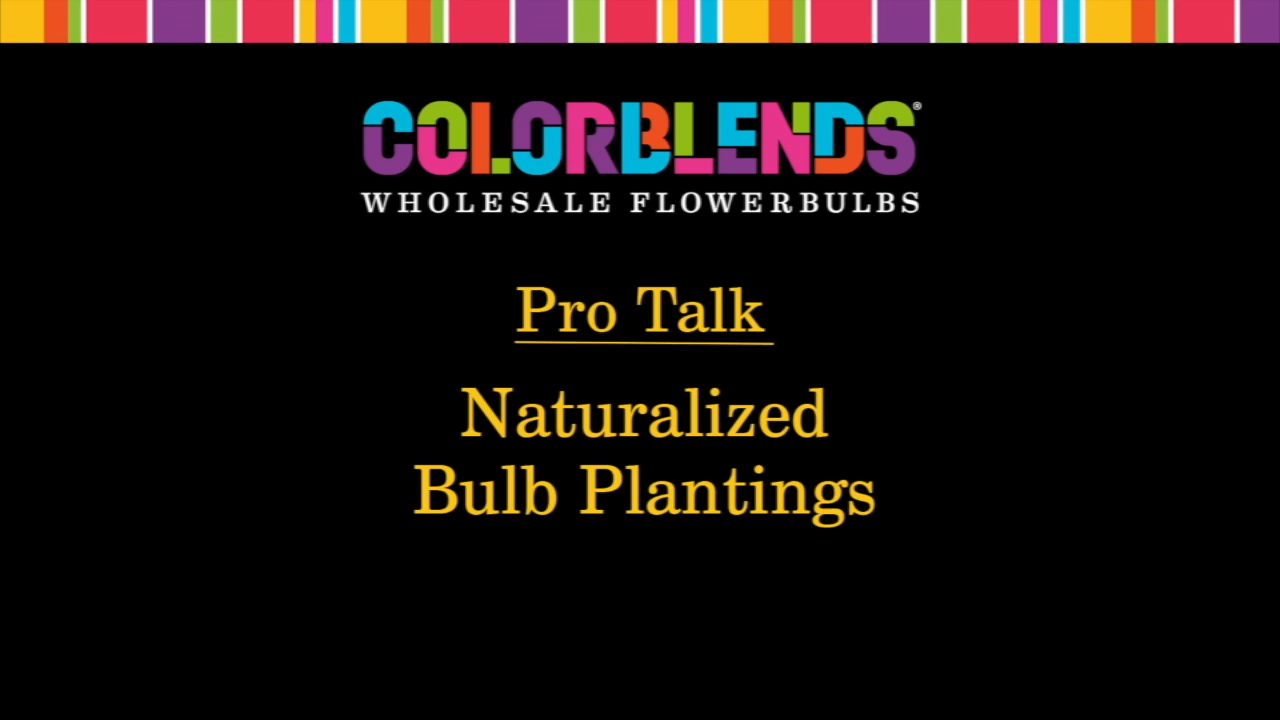 COLORBLENDS®
WHOLESALE FLOWERBULBS
Pro Talk
Naturalized
Bulb Plantings